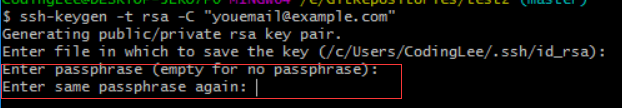 $ ssh-keygen -t rsa -C "youemail@example.com"
Generating public/private rsa key pair.
Enter file in which to save the key (/c/Users/CodingLee/.ssh/id_rsa):
Enter passphrase (empty for no passphrase):
Enter same passphrase again: